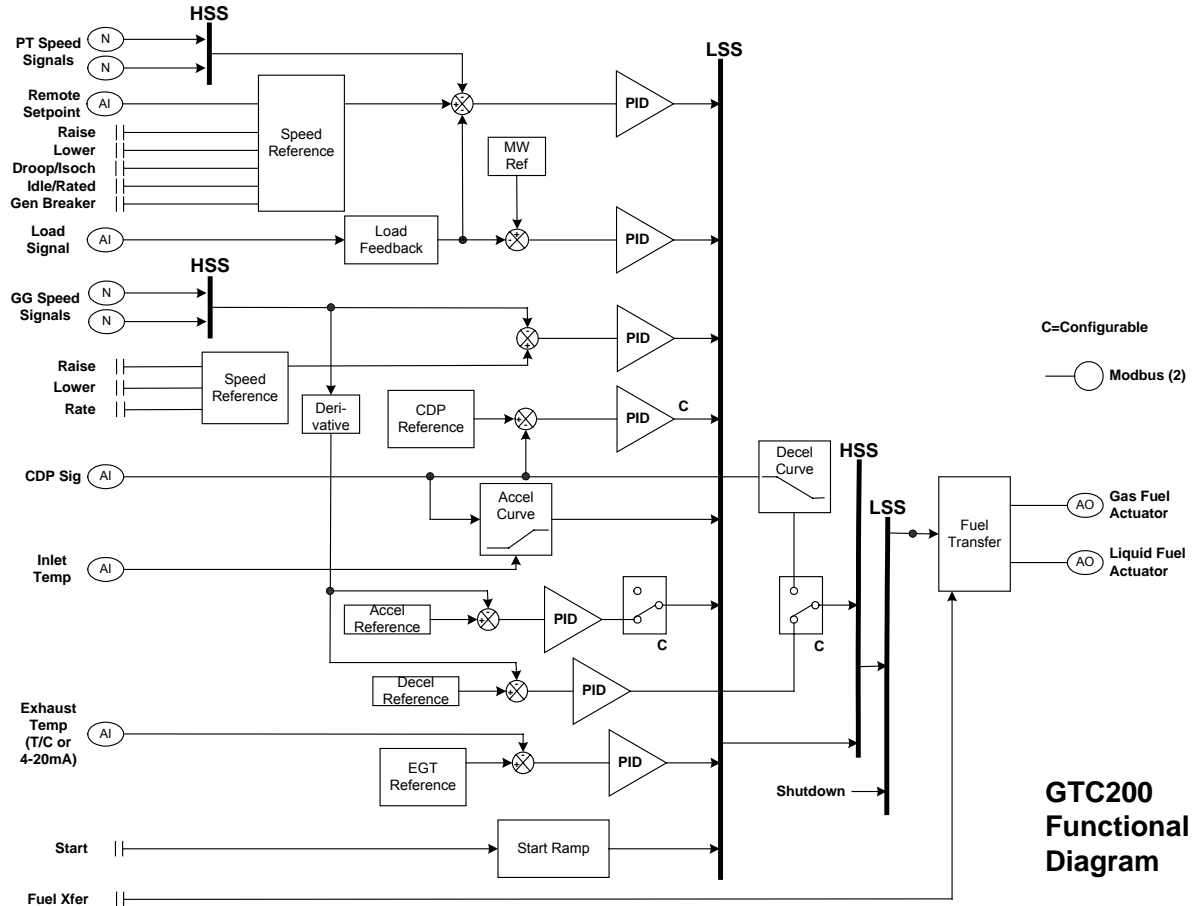 HSS
PT Speed
Signals
N
N
LSS
Remote
Setpoint
AI
Raise
Lower
Droop/Isoch
Idle/Rated
Gen Breaker
Speed
Reference
+
-
-
PID
MW
Ref
Load
Signal
AI
Load
Feedback
-
+
PID
HSS
GG Speed
Signals
N
N
-
+
PID
Raise
Lower
Rate
Speed
Reference
Deri-
vative
CDP
Reference
+
-
PID
C
C=Configurable
Modbus (2)
CDP Sig
AI
Accel
Curve
Decel
Curve
HSS
LSS
Inlet
Temp
AI
Fuel
Transfer
AO
Gas Fuel
Actuator
AO
Liquid Fuel
Actuator
Accel
Reference
+
-
PID
C
C
Decel
Reference
+
-
PID
Exhaust
Temp
(T/C or
4-20mA)
AI
EGT
Reference
+
-
PID
Shutdown
GTC200
Functional
Diagram
Start
Start Ramp
Fuel Xfer